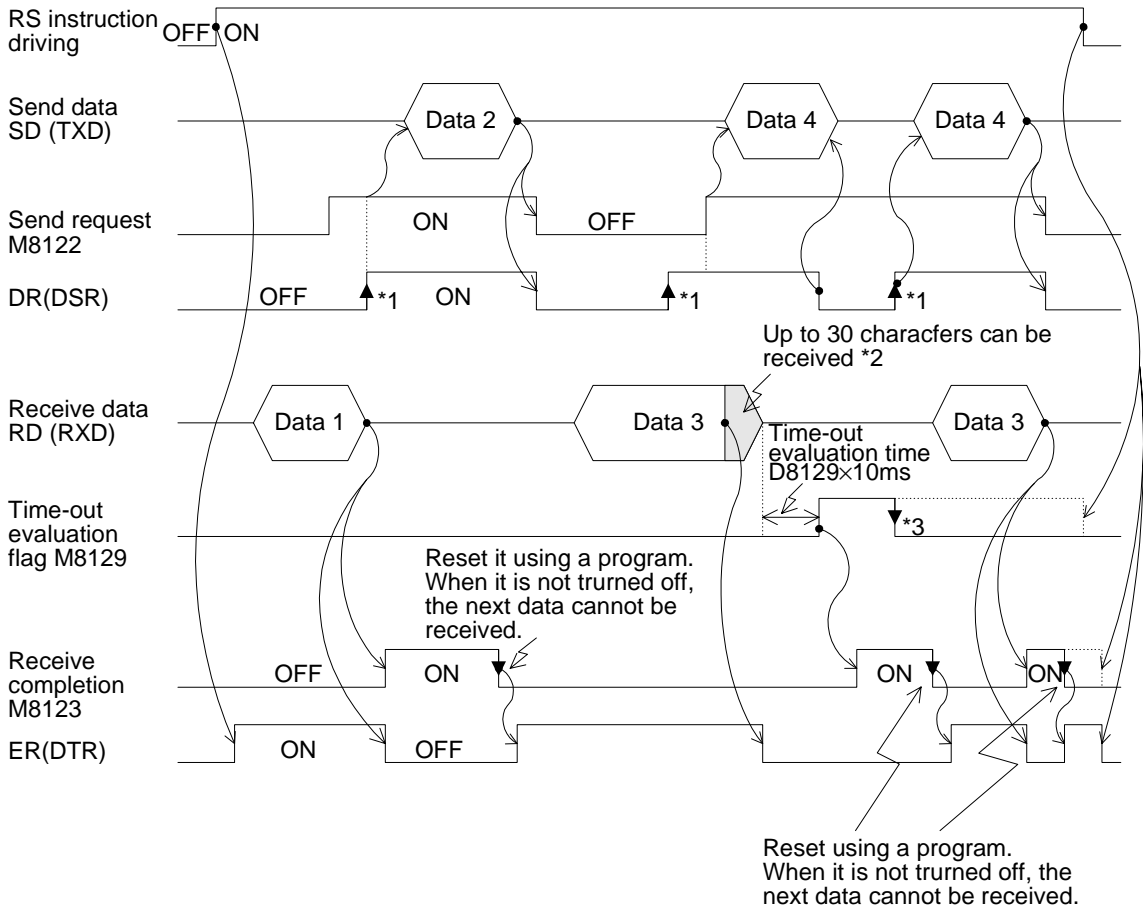 RS instruction
driving
OFF ON
Send data
SD (TXD)
Data 2
Data 4
Data 4
Send request
M8122
ON
OFF
DR(DSR)
OFF
*1
ON
*1
*1
Up to 30 characfers can be
received *2
Receive data
RD (RXD)
Data 1
Data 3
Data 3
Time-out
evaluation time
D8129×10ms
Time-out
evaluation
flag M8129
*3
Reset it using a program.
When it is not trurned off,
the next data cannot be
received.
Receive
completion
M8123
OFF
ON
ON
ON
ER(DTR)
ON
OFF
Reset using a program.
When it is not trurned off, the
next data cannot be received.